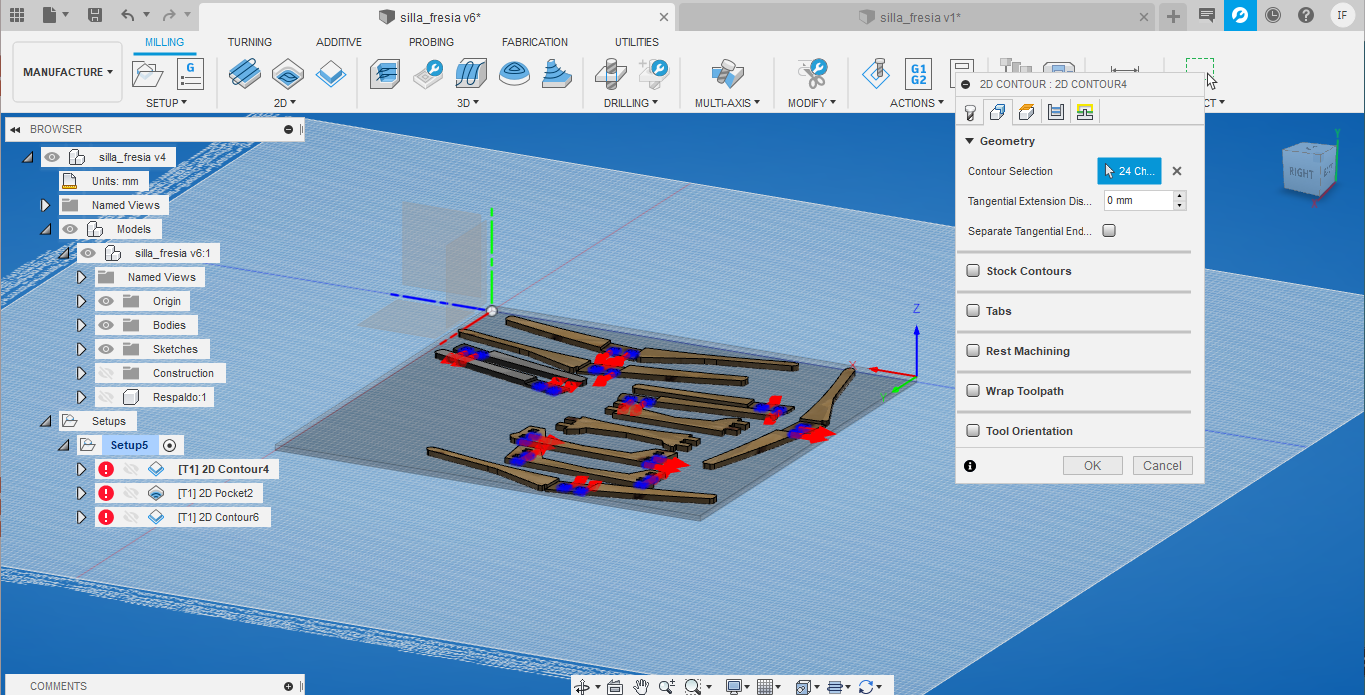 silla_fresia v6*
silla_fresia v1*
IF
MILLING
TURNING
ADDITIVE
PROBING
FABRICATION
UTILITIES
MANUFACTURE
G
G1
G2
SETUP
2D
3D
DRILLING
MULTI-AXIS
MODIFY
ACTIONS
CT
BROWSER
silla_fresia v4
Units: mm
Named Views
Models
silla_fresia v6:1
Named Views
Origin
Bodies
Sketches
Construction
Respaldo:1
Setups
Setup5
[T1] 2D Contour4
[T1] 2D Pocket2
[T1] 2D Contour6
2D CONTOUR : 2D CONTOUR4
Geometry
Contour Selection
24 Ch...
Tangential Extension Dis...
0 mm
Separate Tangential End...
Stock Contours
Tabs
Rest Machining
Wrap Toolpath
Tool Orientation
OK
Cancel
RIGHT
Y
X
Z
X
COMMENTS